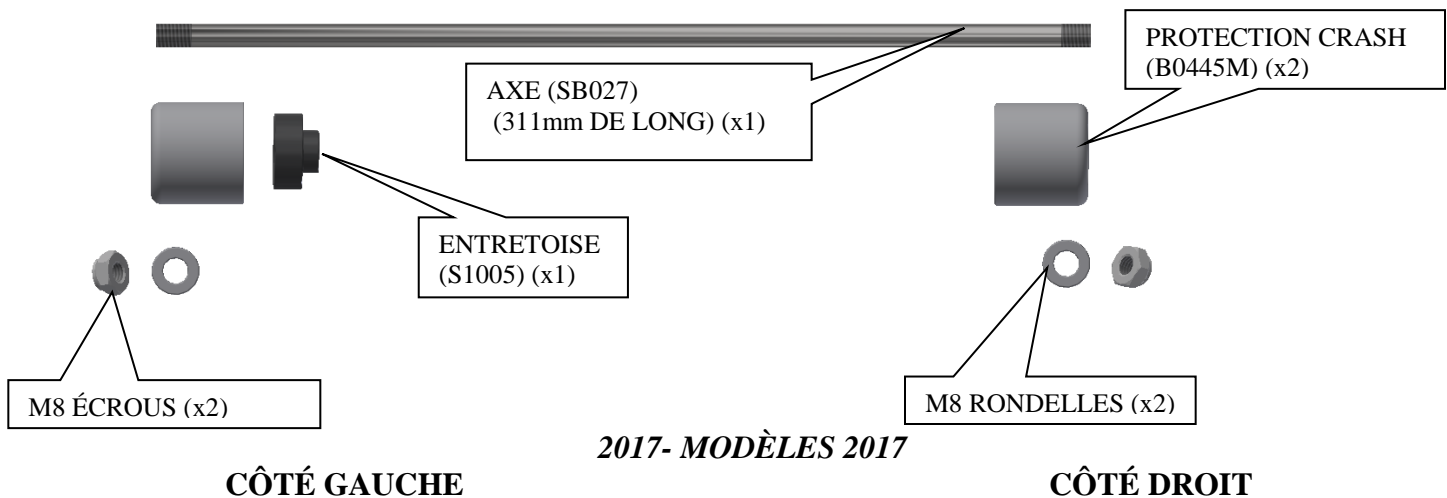 PROTECTION CRASH
(B0445M) (x2)
AXE (SB027)
(311mm DE LONG) (x1)
ENTRETOISE
(S1005) (x1)
M8 ÉCROUS (x2)
M8 RONDELLES (x2)
2017- MODÈLES 2017
CÔTÉ GAUCHE
CÔTÉ DROIT